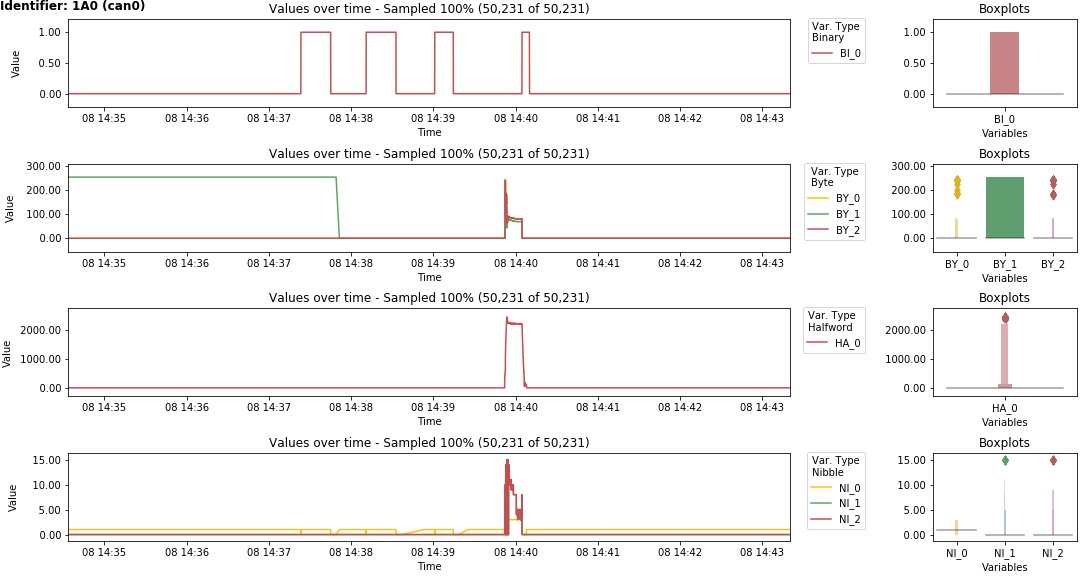 Identifier: 1A0 (can0)
Values over time - Sampled 100% (50,231 of 50,231)
Boxplots
Value
1.00
0.50
0.00
08 14:35 08 14:36 08 14:37 08 14:38 08 14:39 08 14:40 08 14:41 08 14:42 08 14:43
Time
Var. Type
Binary
BI_0
1.00
0.50
0.00
BI_0
Variables
Values over time - Sampled 100% (50,231 of 50,231)
Boxplots
Value
300.00
200.00
100.00
0.00
08 14:35 08 14:36 08 14:37 08 14:38 08 14:39 08 14:40 08 14:41 08 14:42 08 14:43
Time
Var. Type
Byte
BY_0
BY_1
BY_2
300.00
200.00
100.00
0.00
BY_0 BY_1 BY_2
Variables
Values over time - Sampled 100% (50,231 of 50,231)
Boxplots
Value
2000.00
1000.00
0.00
08 14:35 08 14:36 08 14:37 08 14:38 08 14:39 08 14:40 08 14:41 08 14:42 08 14:43
Time
Var. Type
Halfword
HA_0
2000.00
1000.00
0.00
HA_0
Variables
Values over time - Sampled 100% (50,231 of 50,231)
Boxplots
Value
15.00
10.00
5.00
0.00
08 14:35 08 14:36 08 14:37 08 14:38 08 14:39 08 14:40 08 14:41 08 14:42 08 14:43
Time
Var. Type
Nibble
NI_0
NI_1
NI_2
15.00
10.00
5.00
0.00
NI_0 NI_1 NI_2
Variables